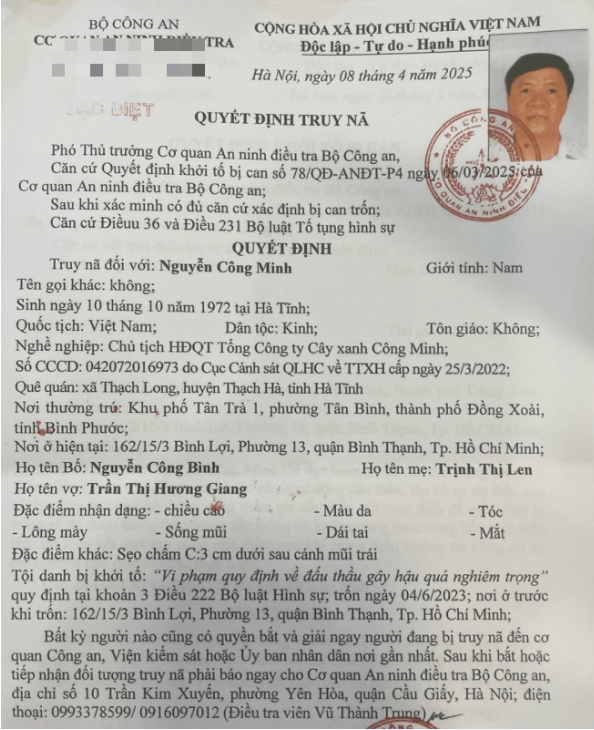 BỘ CÔNG AN
CƠ QUAN AN NINH ĐIỀU TRA
CỘNG HÒA XÃ HỘI CHỦ NGHĨA VIỆT NAM
Độc lập - Tự do - Hạnh phúc
Hà Nội, ngày 08 tháng 4 năm 2025
ĐẶC BIỆT
QUYẾT ĐỊNH TRUY NÃ
BỘ CÔNG AN
CƠ QUAN AN NINH ĐIỀU
Phó Thủ trưởng Cơ quan An ninh điều tra Bộ Công an,
Căn cứ Quyết định khởi tố bị can số 78/QĐ-ANĐT-P4 ngày 06/03/2025 của
Cơ quan An ninh điều tra Bộ Công an;
Sau khi xác minh có đủ căn cứ xác định bị can trốn;
Căn cứ Điềuu 36 và Điều 231 Bộ luật Tố tụng hình sự
QUYẾT ĐỊNH
Truy nã đối với: Nguyễn Công Minh Giới tính: Nam
Tên gọi khác: không;
Sinh ngày 10 tháng 10 năm 1972 tại Hà Tĩnh;
Quốc tịch: Việt Nam; Dân tộc: Kinh; Tôn giáo: Không;
Nghề nghiệp: Chủ tịch HĐQT Tổng Công ty Cây xanh Công Minh;
Số CCCD: 042072016973 do Cục Cảnh sát QLHC về TTXH cấp ngày 25/3/2022;
Quê quán: xã Thạch Long, huyện Thạch Hà, tỉnh Hà Tĩnh
Nơi thường trú: Khu phố Tân Trà 1, phường Tân Bình, thành phố Đồng Xoài,
tỉnh Bình Phước;
Nơi ở hiện tại: 162/15/3 Bình Lợi, Phường 13, quận Bình Thạnh, Tp. Hồ Chí Minh;
Họ tên Bố: Nguyễn Công Bình Họ tên mẹ: Trịnh Thị Len
Họ tên vợ: Trần Thị Hương Giang
Đặc điểm nhận dạng: - chiều cao - Màu da - Tóc
- Lông mày - Sống mũi - Dái tai - Mắt
Đặc điểm khác: Sẹo chấm C:3 cm dưới sau cánh mũi trái
Tội danh bị khởi tố: “Vi phạm quy định về đấu thầu gây hậu quả nghiêm trọng”
quy định tại khoản 3 Điều 222 Bộ luật Hình sự; trốn ngày 04/6/2023; nơi ở trước
khi trốn: 162/15/3 Bình Lợi, Phường 13, quận Bình Thạnh, Tp. Hồ Chí Minh;
Bất kỳ người nào cũng có quyền bắt và giải ngay người đang bị truy nã đến cơ
quan Công an, Viện kiểm sát hoặc Ủy ban nhân dân nơi gần nhất. Sau khi bắt hoặc
tiếp nhận đối tượng truy nã phải báo ngay cho Cơ quan An ninh điều tra Bộ Công an,
địa chỉ số 10 Trần Kim Xuyến, phường Yên Hòa, quận Cầu Giấy, Hà Nội; điện
thoại: 0993378599/ 0916097012 (Điều tra viên Vũ Thành Trung)